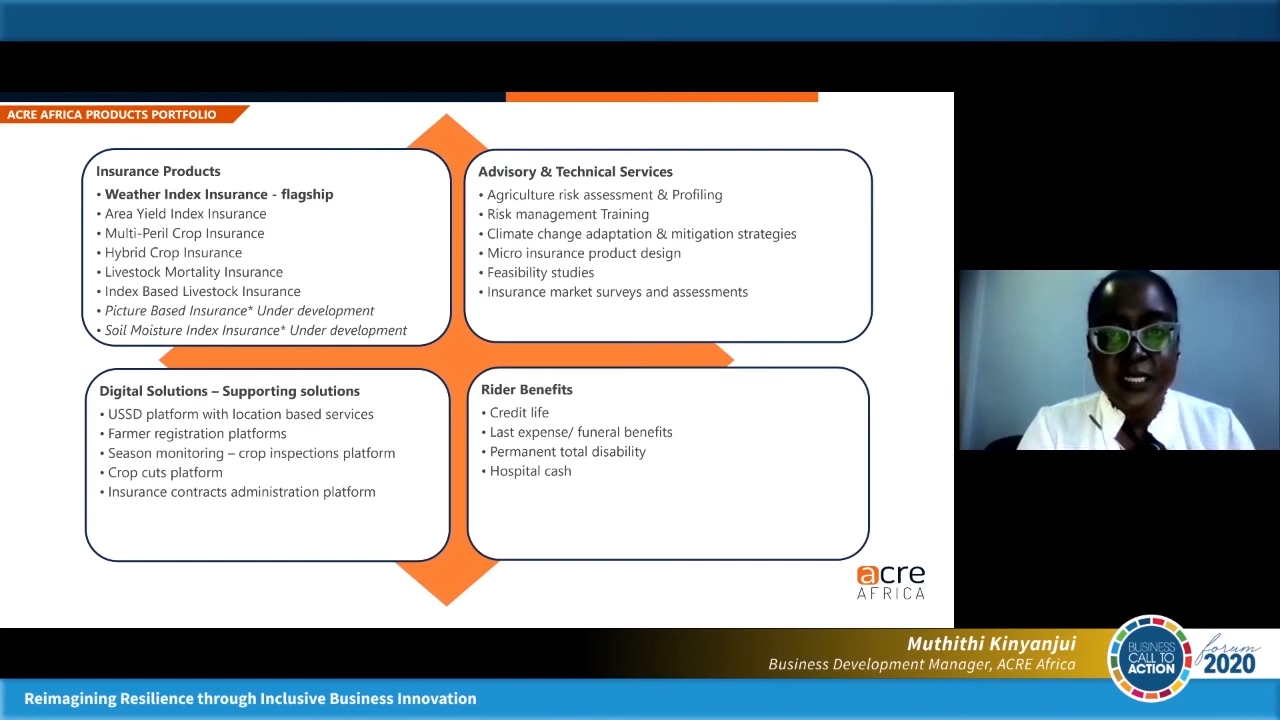 ACRE AFRICA PRODUCTS PORTFOLIO
Insurance Products
• Weather Index Insurance - flagship
• Area Yield Index Insurance
• Multi-Peril Crop Insurance
• Hybrid Crop Insurance
• Livestock Mortality Insurance
• Index Based Livestock Insurance
• Picture Based Insurance* Under development
• Soil Moisture Index Insurance* Under development
Advisory & Technical Services
• Agriculture risk assessment & Profiling
• Risk management Training
• Climate change adaptation & mitigation strategies
• Micro insurance product design
• Feasibility studies
• Insurance market surveys and assessments
Digital Solutions – Supporting solutions
• USSD platform with location based services
• Farmer registration platforms
• Season monitoring – crop inspections platform
• Crop cuts platform
• Insurance contracts administration platform
Rider Benefits
• Credit life
• Last expense/ funeral benefits
• Permanent total disability
• Hospital cash
acre
AFRICA
Muthithi Kinyanjui
Business Development Manager, ACRE Africa
BUSINESS
CALL TO
ACTION
forum
2020
Reimagining Resilience through Inclusive Business Innovation